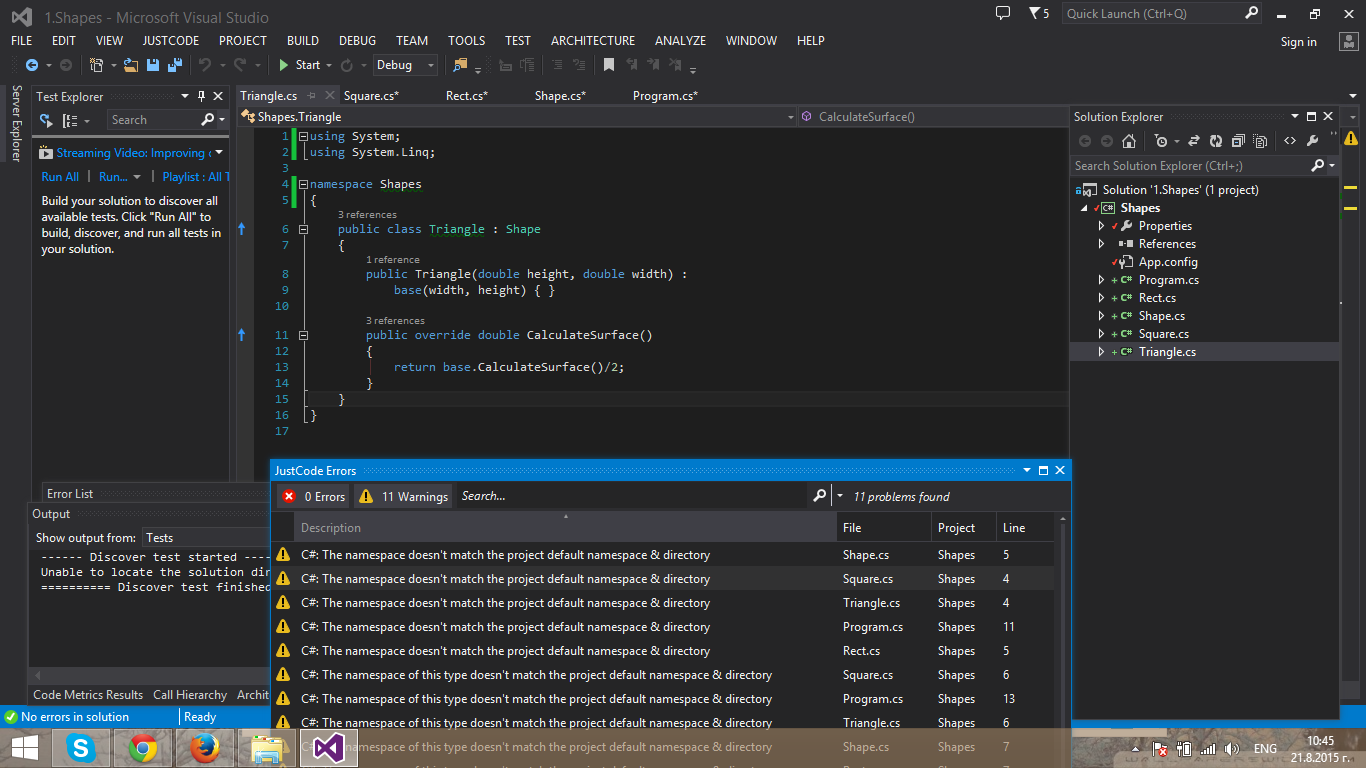 1.Shapes - Microsoft Visual Studio
5
Quick Launch (Ctrl+Q)
FILE EDIT VIEW JUSTCODE PROJECT BUILD DEBUG TEAM TOOLS TEST ARCHITECTURE ANALYZE WINDOW HELP
Sign in
Start Debug
Server Explorer
Test Explorer
Search
Streaming Video: Improving
Run All Run... Playlist : All T
Build your solution to discover all
available tests. Click "Run All" to
build, discover, and run all tests in
your solution.
Triangle.cs Square.cs* Rect.cs* Shape.cs* Program.cs*
Shapes.Triangle CalculateSurface()
1 using System;
2 using System.Linq;
3
4 namespace Shapes
5 {
3 references
6 public class Triangle : Shape
7 {
1 reference
8 public Triangle(double height, double width) :
9 base(width, height) { }
10
3 references
11 public override double CalculateSurface()
12 {
13 return base.CalculateSurface()/2;
14 }
15 }
16 }
17
Solution Explorer
Search Solution Explorer (Ctrl+;)
Solution '1.Shapes' (1 project)
C# Shapes
Properties
References
App.config
C# Program.cs
C# Rect.cs
C# Shape.cs
C# Square.cs
C# Triangle.cs
Error List
Output
Show output from: Tests
------ Discover test started ----
Unable to locate the solution dir
========== Discover test finished
Code Metrics Results Call Hierarchy Archit
No errors in solution Ready
JustCode Errors
0 Errors 11 Warnings Search... 11 problems found
Description File Project Line
C#: The namespace doesn't match the project default namespace & directory Shape.cs Shapes 5
C#: The namespace doesn't match the project default namespace & directory Square.cs Shapes 4
C#: The namespace doesn't match the project default namespace & directory Triangle.cs Shapes 4
C#: The namespace doesn't match the project default namespace & directory Program.cs Shapes 11
C#: The namespace doesn't match the project default namespace & directory Rect.cs Shapes 5
C#: The namespace of this type doesn't match the project default namespace & directory Square.cs Shapes 6
C#: The namespace of this type doesn't match the project default namespace & directory Program.cs Shapes 13
C#: The namespace of this type doesn't match the project default namespace & directory Triangle.cs Shapes 6
namespace of this type doesn't match the project default namespace & directory Shape.cs Shapes 7
ЕНГ
10:45
21.8.2015 г.